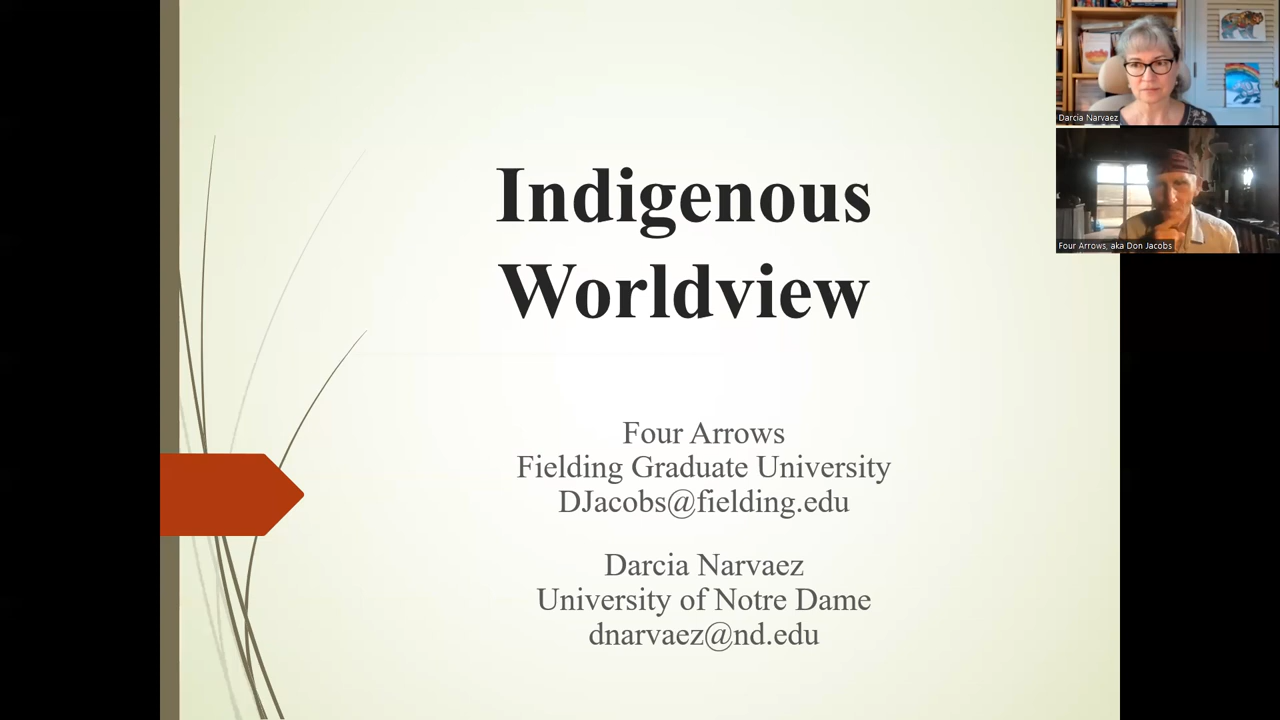 Indigenous
Worldview
Four Arrows
Fielding Graduate University
DJacobs@fielding.edu
Darcia Narvaez
University of Notre Dame
dnarvaez@nd.edu
Darcia Narvaez
Four Arrows, aka Don Jacobs